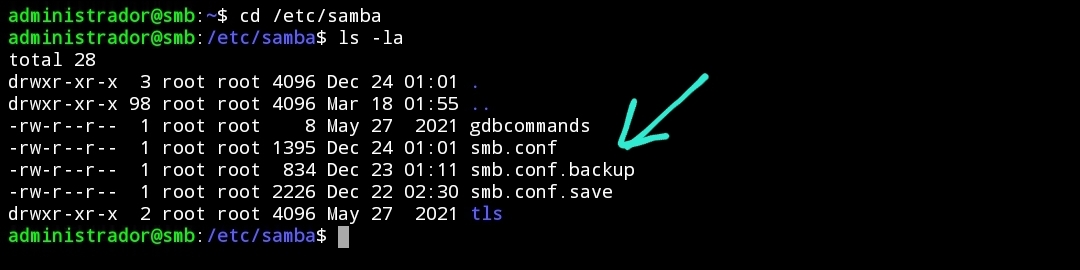 administrador@smb:~$ cd /etc/samba
administrador@smb:/etc/samba$ ls -la
total 28
drwxr-xr-x  3 root root 4096 Dec 24 01:01 .
drwxr-xr-x 98 root root 4096 Mar 18 01:55 ..
-rw-r--r--  1 root root    8 May 27  2021 gdbcommands
-rw-r--r--  1 root root 1395 Dec 24 01:01 smb.conf
-rw-r--r--  1 root root  834 Dec 23 01:11 smb.conf.backup
-rw-r--r--  1 root root 2226 Dec 22 02:30 smb.conf.save
drwxr-xr-x  2 root root 4096 May 27  2021 tls
administrador@smb:/etc/samba$